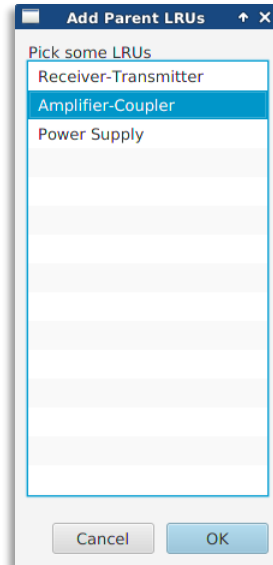 Add Parent LRUs
Pick some LRUs
Receiver-Transmitter
Amplifier-Coupler
Power Supply
Cancel OK